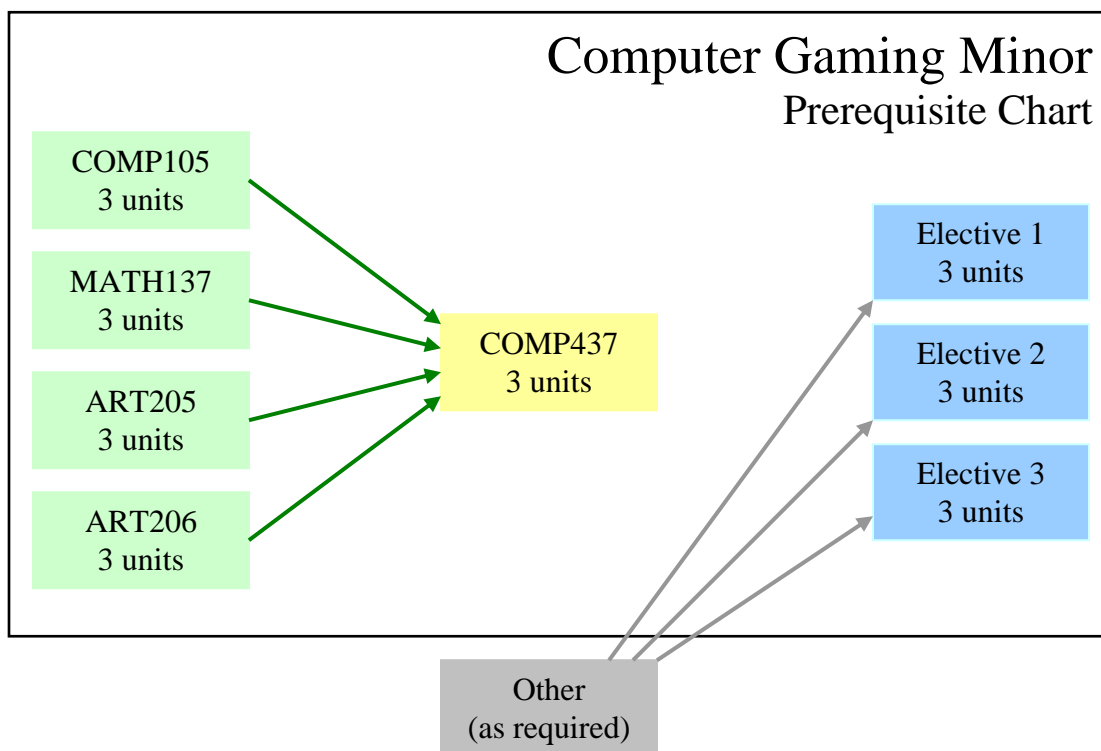 Computer Gaming Minor
Prerequisite Chart
COMP105
3 units
MATH137
3 units
ART205
3 units
ART206
3 units
COMP437
3 units
Elective 1
3 units
Elective 2
3 units
Elective 3
3 units
Other
(as required)